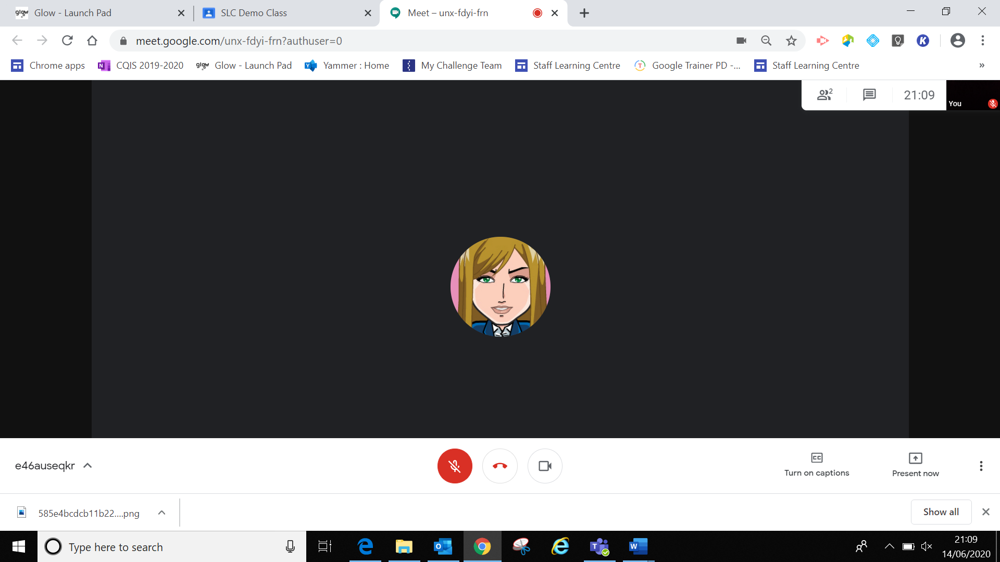 glow Glow - Launch Pad
SLC Demo Class
Meet – unx-fdyi-frn
meet.google.com/unx-fdyi-frn?authuser=0
K
Chrome apps
N CQIS 2019-2020
glow Glow - Launch Pad
Y Yammer : Home
My Challenge Team
Staff Learning Centre
T Google Trainer PD -...
Staff Learning Centre
»
2
21:09
You
e46auseqkr
CC
Turn on captions
Present now
585e4bcdcb11b22....png
Show all
Type here to search
O
T
W
21:09
14/06/2020